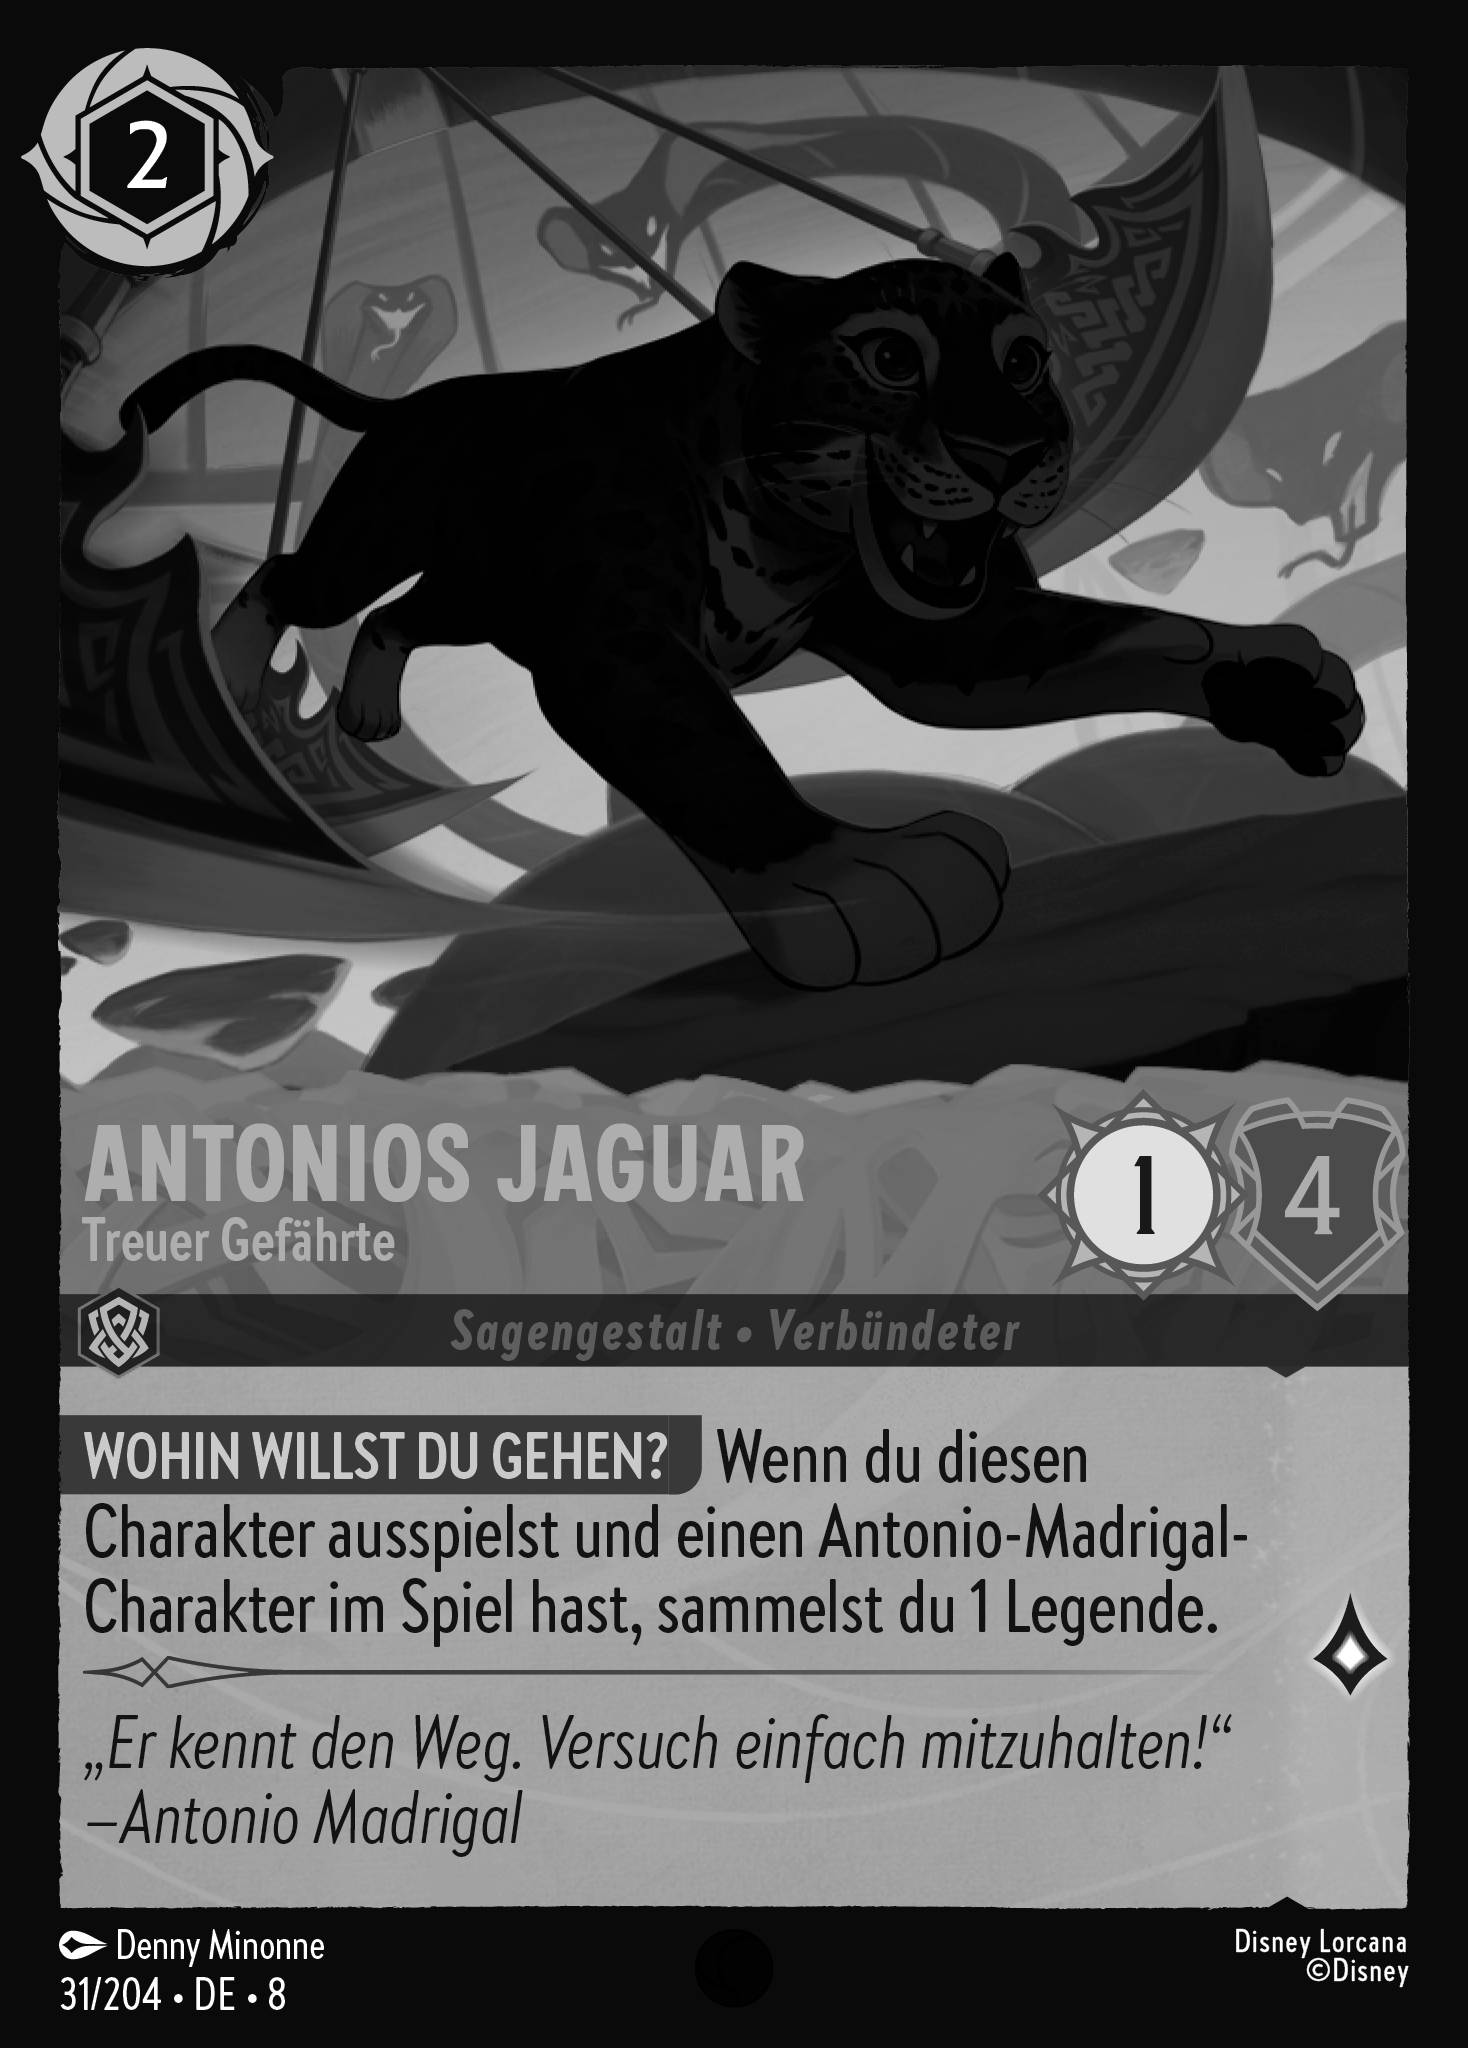 2
ANTONIOS JAGUAR
Treuer Gefährte
1
4
Sagengestalt • Verbündeter
WOHIN WILLST DU GEHEN? Wenn du diesen
Charakter ausspielst und einen Antonio-Madrigal-
Charakter im Spiel hast, sammelst du 1 Legende.
„Er kennt den Weg. Versuch einfach mitzuhalten!“
–Antonio Madrigal
Denny Minonne
31/204 • DE • 8
Disney Lorcana
©Disney